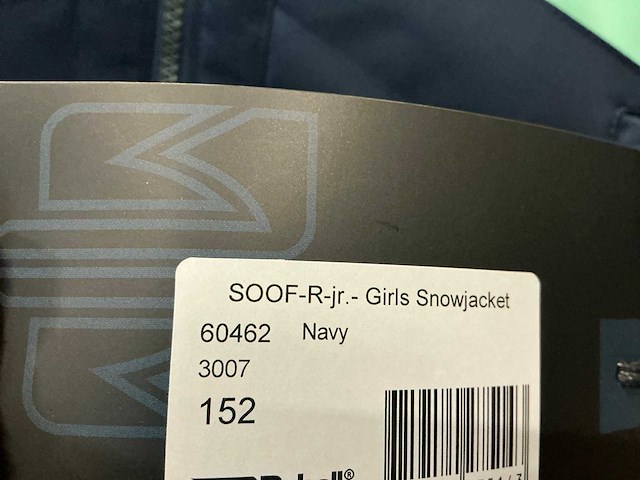 SOOF-R-jr.- Girls Snowjacket
60462 Navy
3007
152